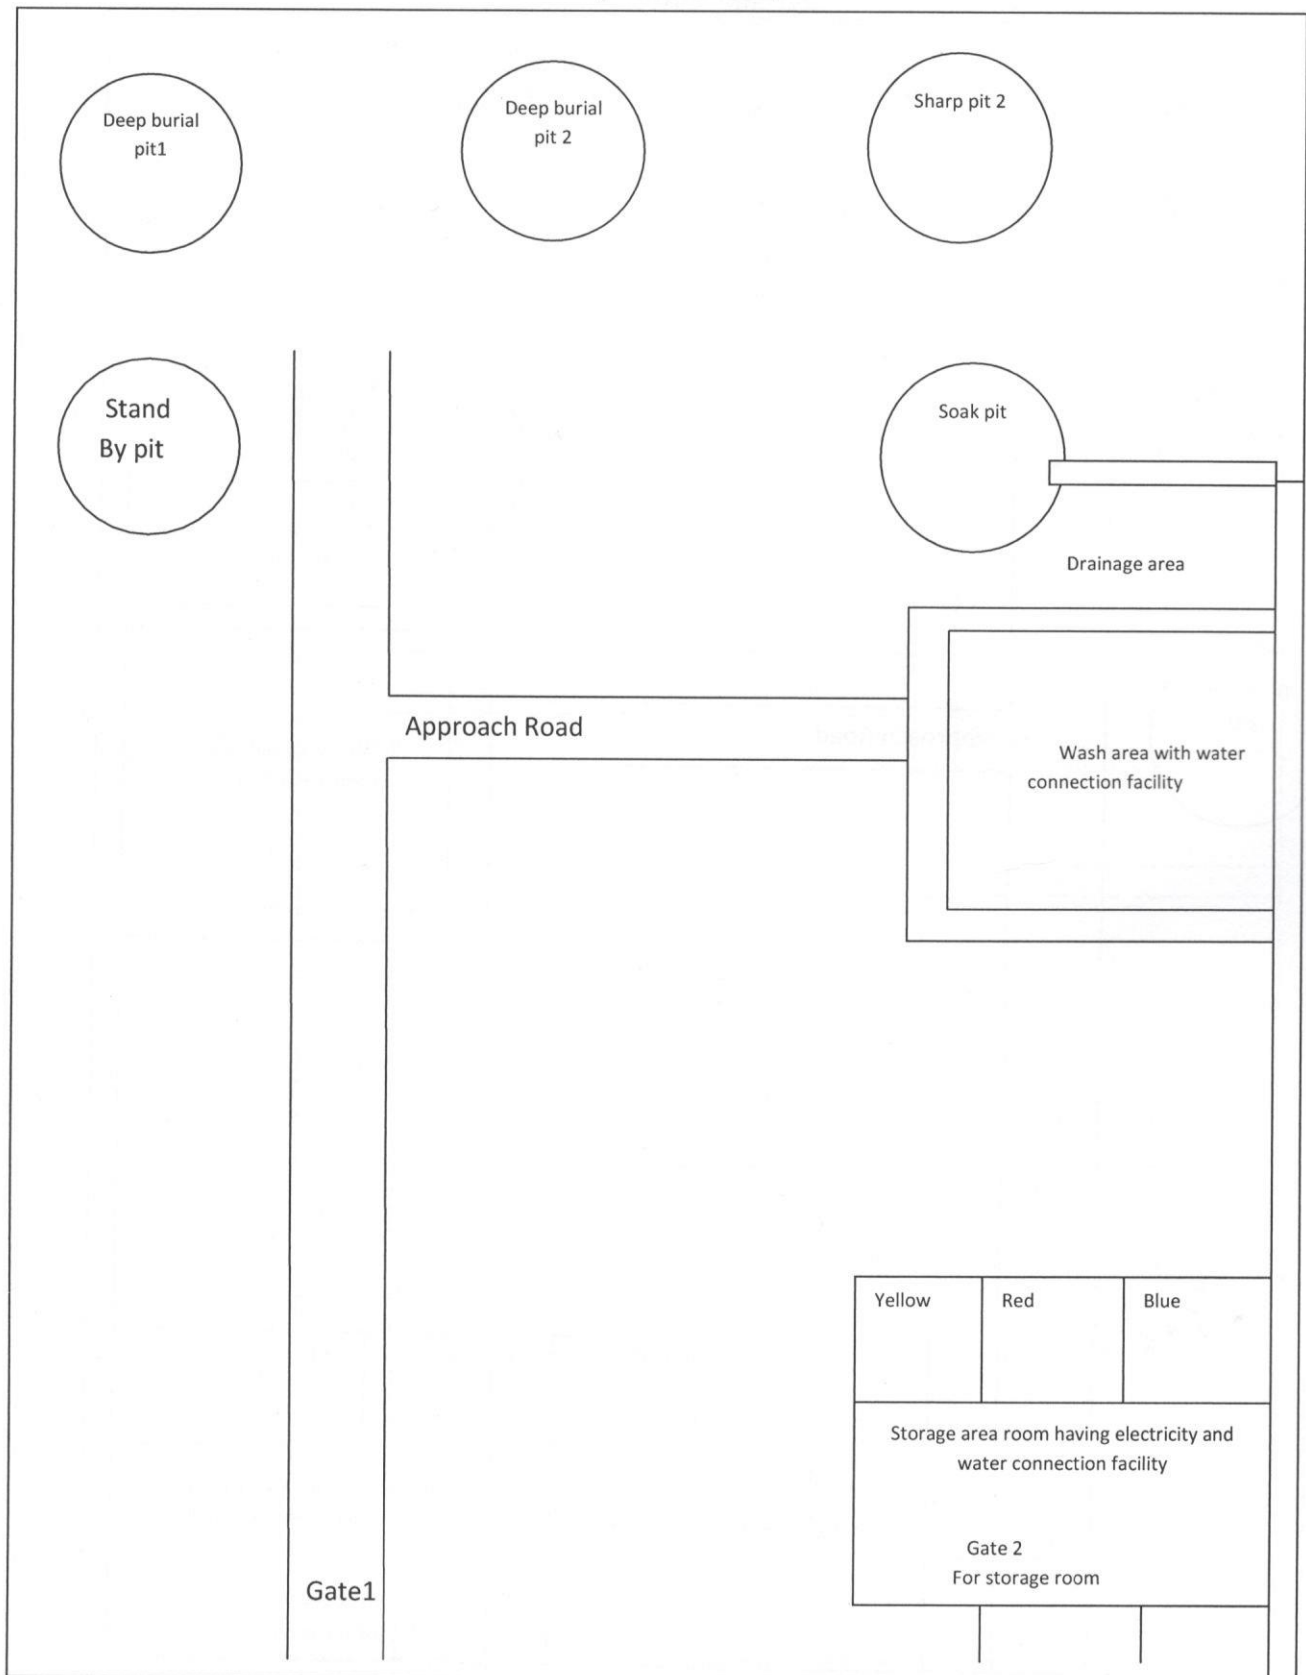 Deep burial
pit1
Deep burial
pit 2
Sharp pit 2
Stand
By pit
Soak pit
Drainage area
Approach Road
Wash area with water
connection facility
Yellow
Red
Blue
Storage area room having electricity and
water connection facility
Gate 2
For storage room
Gate1